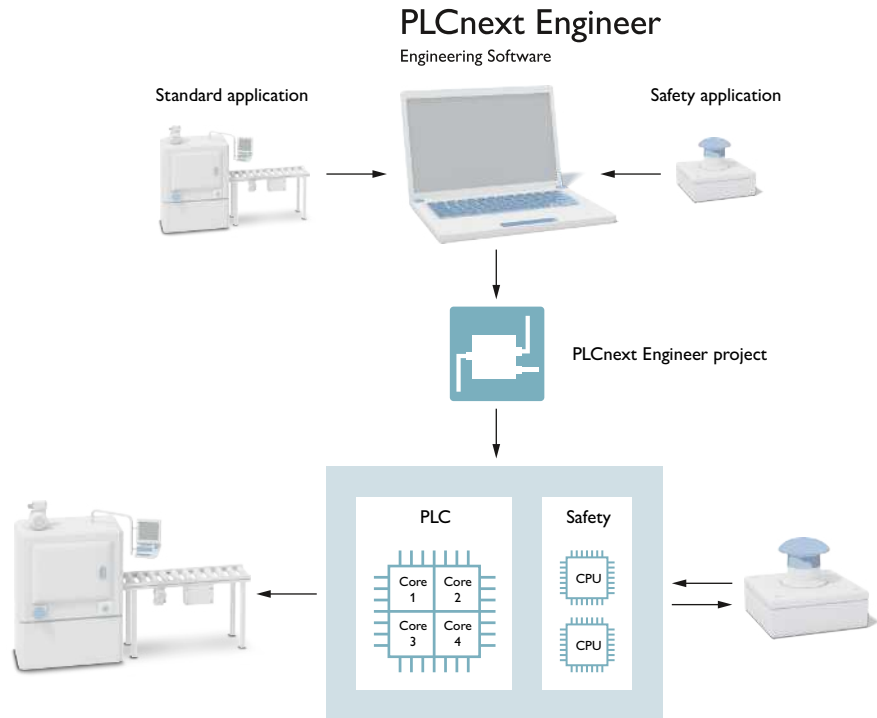 PLCnext Engineer
Engineering Software
Standard application
Safety application
PLCnext Engineer project
PLC
Safety
Core
1
Core
2
Core
3
Core
4
CPU
CPU